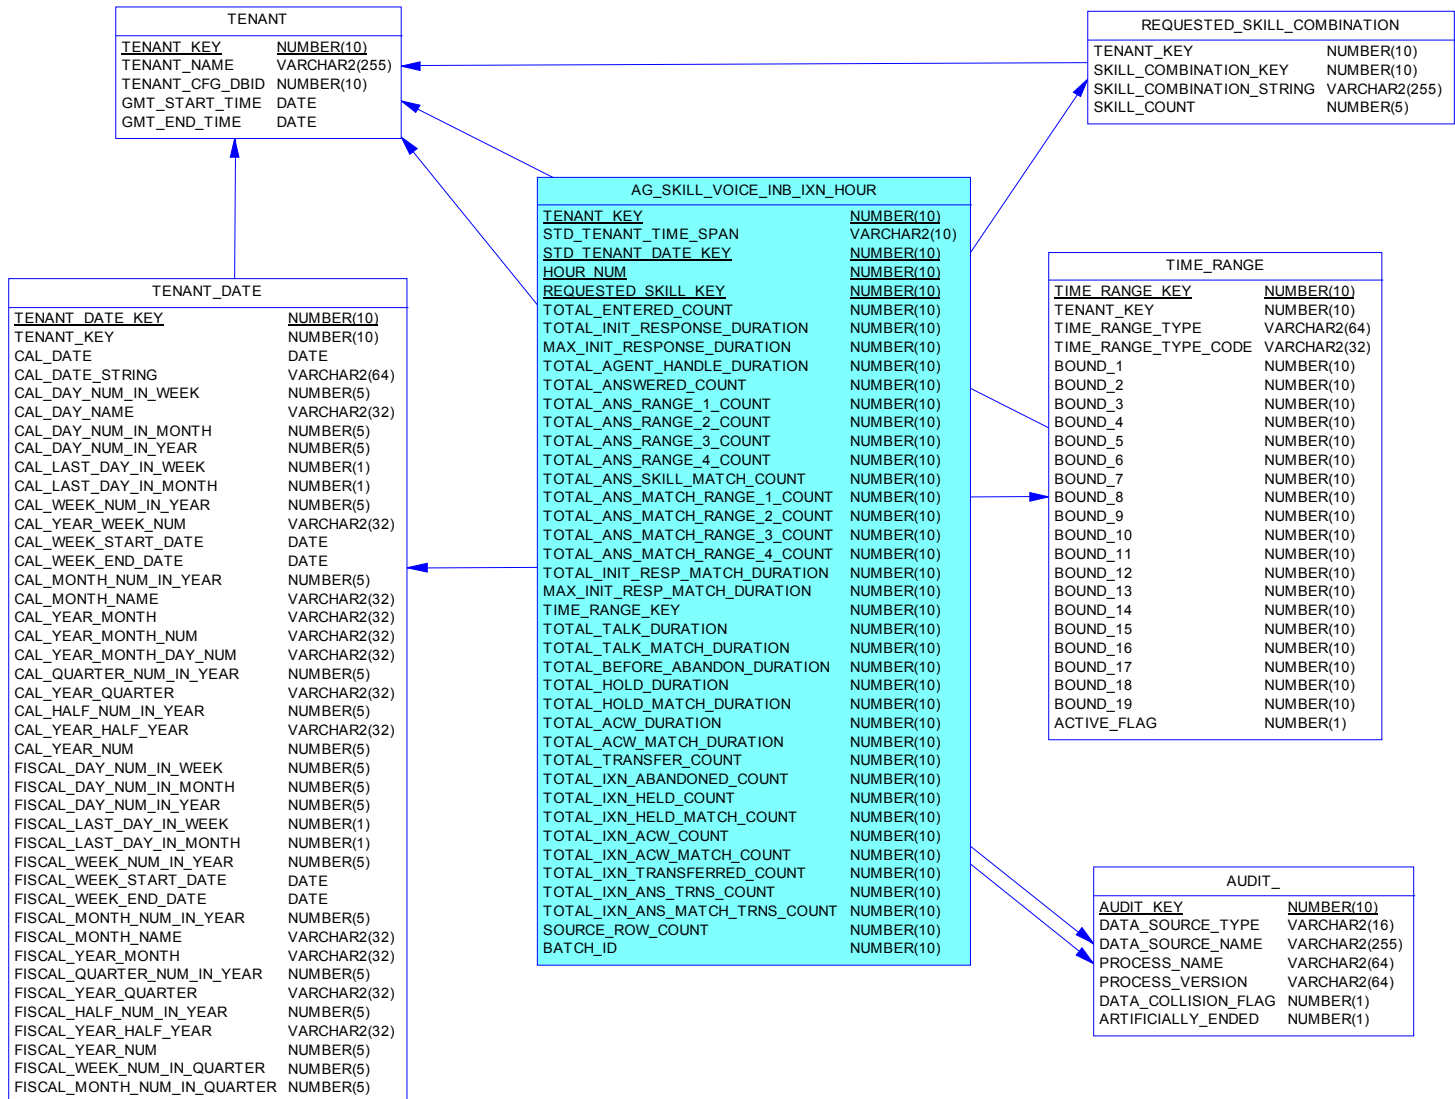 TENANT
TENANT_KEY NUMBER(10)
TENANT_NAME VARCHAR2(255)
TENANT_CFG_DBID NUMBER(10)
GMT_START_TIME DATE
GMT_END_TIME DATE
REQUESTED_SKILL_COMBINATION
TENANT_KEY NUMBER(10)
SKILL_COMBINATION_KEY NUMBER(10)
SKILL_COMBINATION_STRING VARCHAR2(255)
SKILL_COUNT NUMBER(5)
AG_SKILL_VOICE_INB_IXN_HOUR
TENANT_KEY NUMBER(10)
STD_TENANT_TIME_SPAN VARCHAR2(10)
STD_TENANT_DATE_KEY NUMBER(10)
HOUR_NUM NUMBER(10)
REQUESTED_SKILL_KEY NUMBER(10)
TOTAL_ENTERED_COUNT NUMBER(10)
TOTAL_INIT_RESPONSE_DURATION NUMBER(10)
MAX_INIT_RESPONSE_DURATION NUMBER(10)
TOTAL_AGENT_HANDLE_DURATION NUMBER(10)
TOTAL_ANSWERED_COUNT NUMBER(10)
TOTAL_ANS_RANGE_1_COUNT NUMBER(10)
TOTAL_ANS_RANGE_2_COUNT NUMBER(10)
TOTAL_ANS_RANGE_3_COUNT NUMBER(10)
TOTAL_ANS_RANGE_4_COUNT NUMBER(10)
TOTAL_ANS_SKILL_MATCH_COUNT NUMBER(10)
TOTAL_ANS_MATCH_RANGE_1_COUNT NUMBER(10)
TOTAL_ANS_MATCH_RANGE_2_COUNT NUMBER(10)
TOTAL_ANS_MATCH_RANGE_3_COUNT NUMBER(10)
TOTAL_ANS_MATCH_RANGE_4_COUNT NUMBER(10)
TOTAL_INIT_RESP_MATCH_DURATION NUMBER(10)
MAX_INIT_RESP_MATCH_DURATION NUMBER(10)
TIME_RANGE_KEY NUMBER(10)
TOTAL_TALK_DURATION NUMBER(10)
TOTAL_TALK_MATCH_DURATION NUMBER(10)
TOTAL_BEFORE_ABANDON_DURATION NUMBER(10)
TOTAL_HOLD_DURATION NUMBER(10)
TOTAL_HOLD_MATCH_DURATION NUMBER(10)
TOTAL_ACW_DURATION NUMBER(10)
TOTAL_ACW_MATCH_DURATION NUMBER(10)
TOTAL_TRANSFER_COUNT NUMBER(10)
TOTAL_IXN_ABANDONED_COUNT NUMBER(10)
TOTAL_IXN_HELD_COUNT NUMBER(10)
TOTAL_IXN_HELD_MATCH_COUNT NUMBER(10)
TOTAL_IXN_ACW_COUNT NUMBER(10)
TOTAL_IXN_ACW_MATCH_COUNT NUMBER(10)
TOTAL_IXN_TRANSFERRED_COUNT NUMBER(10)
TOTAL_IXN_ANS_TRNS_COUNT NUMBER(10)
TOTAL_IXN_ANS_MATCH_TRNS_COUNT NUMBER(10)
SOURCE_ROW_COUNT NUMBER(10)
BATCH_ID NUMBER(10)
TIME_RANGE
TIME_RANGE_KEY NUMBER(10)
TENANT_KEY NUMBER(10)
TIME_RANGE_TYPE VARCHAR2(64)
TIME_RANGE_TYPE_CODE VARCHAR2(32)
BOUND_1 NUMBER(10)
BOUND_2 NUMBER(10)
BOUND_3 NUMBER(10)
BOUND_4 NUMBER(10)
BOUND_5 NUMBER(10)
BOUND_6 NUMBER(10)
BOUND_7 NUMBER(10)
BOUND_8 NUMBER(10)
BOUND_9 NUMBER(10)
BOUND_10 NUMBER(10)
BOUND_11 NUMBER(10)
BOUND_12 NUMBER(10)
BOUND_13 NUMBER(10)
BOUND_14 NUMBER(10)
BOUND_15 NUMBER(10)
BOUND_16 NUMBER(10)
BOUND_17 NUMBER(10)
BOUND_18 NUMBER(10)
BOUND_19 NUMBER(10)
ACTIVE_FLAG NUMBER(1)
TENANT_DATE
TENANT_DATE_KEY NUMBER(10)
TENANT_KEY NUMBER(10)
CAL_DATE DATE
CAL_DATE_STRING VARCHAR2(64)
CAL_DAY_NUM_IN_WEEK NUMBER(5)
CAL_DAY_NAME VARCHAR2(32)
CAL_DAY_NUM_IN_MONTH NUMBER(5)
CAL_DAY_NUM_IN_YEAR NUMBER(5)
CAL_LAST_DAY_IN_WEEK NUMBER(1)
CAL_LAST_DAY_IN_MONTH NUMBER(1)
CAL_WEEK_NUM_IN_YEAR NUMBER(5)
CAL_YEAR_WEEK_NUM VARCHAR2(32)
CAL_WEEK_START_DATE DATE
CAL_WEEK_END_DATE DATE
CAL_MONTH_NUM_IN_YEAR NUMBER(5)
CAL_MONTH_NAME VARCHAR2(32)
CAL_YEAR_MONTH VARCHAR2(32)
CAL_YEAR_MONTH_NUM VARCHAR2(32)
CAL_YEAR_MONTH_DAY_NUM VARCHAR2(32)
CAL_QUARTER_NUM_IN_YEAR NUMBER(5)
CAL_YEAR_QUARTER VARCHAR2(32)
CAL_HALF_NUM_IN_YEAR NUMBER(5)
CAL_YEAR_HALF_YEAR VARCHAR2(32)
CAL_YEAR_NUM NUMBER(5)
FISCAL_DAY_NUM_IN_WEEK NUMBER(5)
FISCAL_DAY_NUM_IN_MONTH NUMBER(5)
FISCAL_DAY_NUM_IN_YEAR NUMBER(5)
FISCAL_LAST_DAY_IN_WEEK NUMBER(1)
FISCAL_LAST_DAY_IN_MONTH NUMBER(1)
FISCAL_WEEK_NUM_IN_YEAR NUMBER(5)
FISCAL_WEEK_START_DATE DATE
FISCAL_WEEK_END_DATE DATE
FISCAL_MONTH_NUM_IN_YEAR NUMBER(5)
FISCAL_MONTH_NAME VARCHAR2(32)
FISCAL_YEAR_MONTH VARCHAR2(32)
FISCAL_QUARTER_NUM_IN_YEAR NUMBER(5)
FISCAL_YEAR_QUARTER VARCHAR2(32)
FISCAL_HALF_NUM_IN_YEAR NUMBER(5)
FISCAL_YEAR_HALF_YEAR VARCHAR2(32)
FISCAL_YEAR_NUM NUMBER(5)
FISCAL_WEEK_NUM_IN_QUARTER NUMBER(5)
FISCAL_MONTH_NUM_IN_QUARTER NUMBER(5)
AUDIT_
AUDIT_KEY NUMBER(10)
DATA_SOURCE_TYPE VARCHAR2(16)
DATA_SOURCE_NAME VARCHAR2(255)
PROCESS_NAME VARCHAR2(64)
PROCESS_VERSION VARCHAR2(64)
DATA_COLLISION_FLAG NUMBER(1)
ARTIFICIALLY_ENDED NUMBER(1)